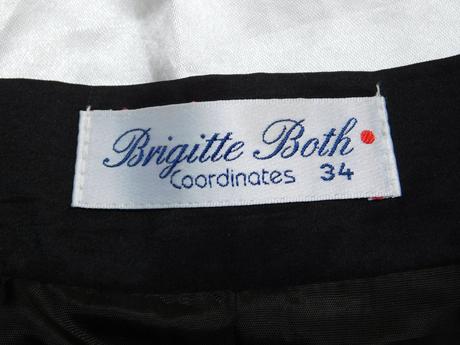 Brigitte Both
Coordinates 34